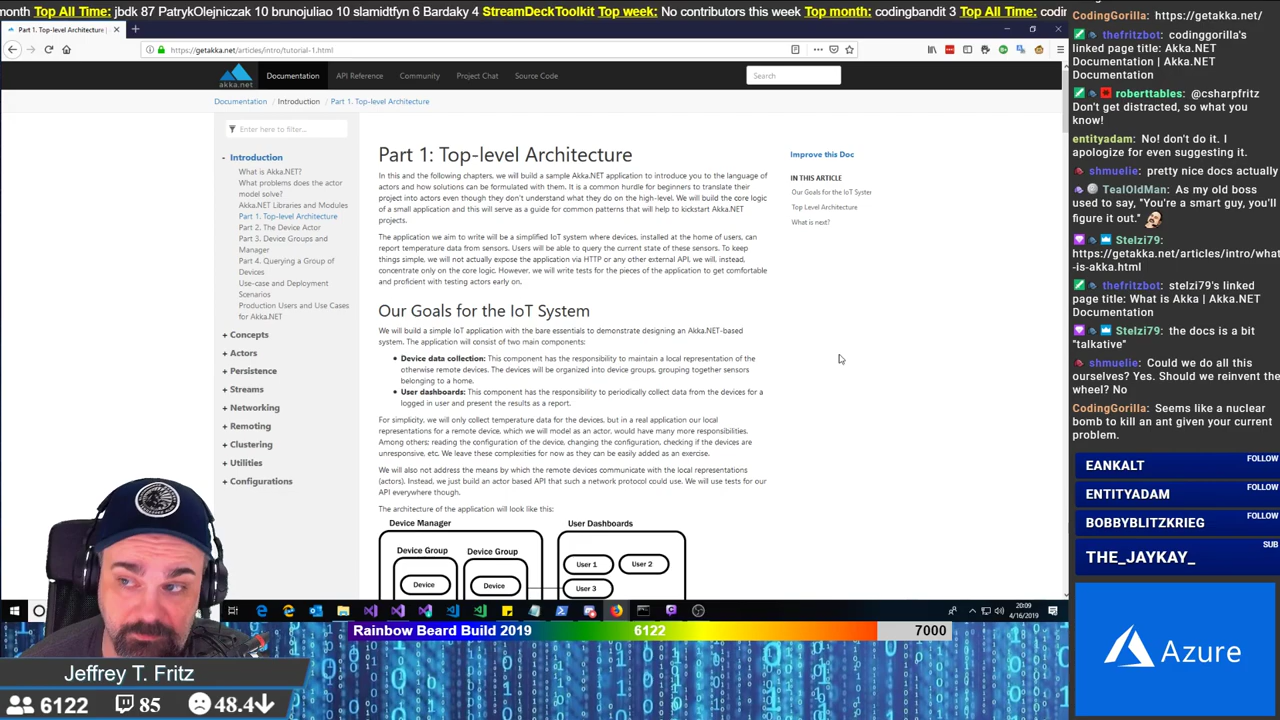 month: Top All Time: jbdk 87 PatrykOlejniczak 10 brunojuliao 10 slamidtfyn 6 Bardaky 4 StreamDeckToolkit Top week: No contributors this week Top month: codingbandit 3 Top All Time: codin
Part 1. Top-level Architecture |
https://getakka.net/articles/intro/tutorial-1.html
akka.net
Documentation
API Reference
Community
Project Chat
Source Code
Search
Documentation / Introduction / Part 1. Top-level Architecture
Enter here to filter...
- Introduction
What is Akka.NET?
What problems does the actor
model solve?
Akka.NET Libraries and Modules
Part 1. Top-level Architecture
Part 2. The Device Actor
Part 3. Device Groups and
Manager
Part 4. Querying a Group of
Devices
Use-case and Deployment
Scenarios
Production Users and Use Cases
for Akka.NET
+ Concepts
+ Actors
+ Persistence
+ Streams
+ Networking
+ Remoting
+ Clustering
+ Utilities
+ Configurations
Part 1: Top-level Architecture
In this and the following chapters, we will build a sample Akka.NET application to introduce you to the language of
actors and how solutions can be formulated with them. It is a common hurdle for beginners to translate their
project into actors even though they don't understand what they do on the high-level. We will build the core logic
of a small application and this will serve as a guide for common patterns that will help to kickstart Akka.NET
projects.
The application we aim to write will be a simplified IoT system where devices, installed at the home of users, can
report temperature data from sensors. Users will be able to query the current state of these sensors. To keep
things simple, we will not actually expose the application via HTTP or any other external API, we will, instead,
concentrate only on the core logic. However, we will write tests for the pieces of the application to get comfortable
and proficient with testing actors early on.
Our Goals for the IoT System
We will build a simple IoT application with the bare essentials to demonstrate designing an Akka.NET-based
system. The application will consist of two main components:
• Device data collection: This component has the responsibility to maintain a local representation of the
otherwise remote devices. The devices will be organized into device groups, grouping together sensors
belonging to a home.
• User dashboards: This component has the responsibility to periodically collect data from the devices for a
logged in user and present the results as a report.
For simplicity, we will only collect temperature data for the devices, but in a real application our local
representations for a remote device, which we will model as an actor, would have many more responsibilities.
Among others: reading the configuration of the device, changing the configuration, checking if the devices are
unresponsive, etc. We leave these complexities for now as they can be easily added as an exercise.
We will also not address the means by which the remote devices communicate with the local representations
(actors). Instead, we just build an actor based API that such a network protocol could use. We will use tests for our
API everywhere though.
The architecture of the application will look like this:
Device Manager
User Dashboards
Device Group
Device Group
Device
Device
User 1
User 2
User 3
Improve this Doc
IN THIS ARTICLE
Our Goals for the IoT System
Top Level Architecture
What is next?
20:09
4/16/2019
CodingGorilla: https://getakka.net/
thefritzbot: codinggorilla's
linked page title: Akka.NET
Documentation | Akka.NET
Documentation
roberttables: @csharpfritz
Don't get distracted, so what you
know!
entityadam: No! don't do it. I
apologize for even suggesting it.
shmuelie: pretty nice docs actually
TealOldMan: As my old boss
used to say, "You're a smart guy, you'll
figure it out."
Stelzi79:
https://getakka.net/articles/intro/what
-is-akka.html
thefritzbot: stelzi79's linked
page title: What is Akka | Akka.NET
Documentation
Stelzi79: the docs is a bit
"talkative"
shmuelie: Could we do all this
ourselves? Yes. Should we reinvent the
wheel? No
CodingGorilla: Seems like a nuclear
bomb to kill an ant given your current
problem.
EANKALT FOLLOW
ENTITYADAM FOLLOW
BOBBYBLITZKRIEG FOLLOW
THE_JAYKAY_ SUB
Rainbow Beard Build 2019 6122 7000
Azure
Jeffrey T. Fritz
6122 85 48.4